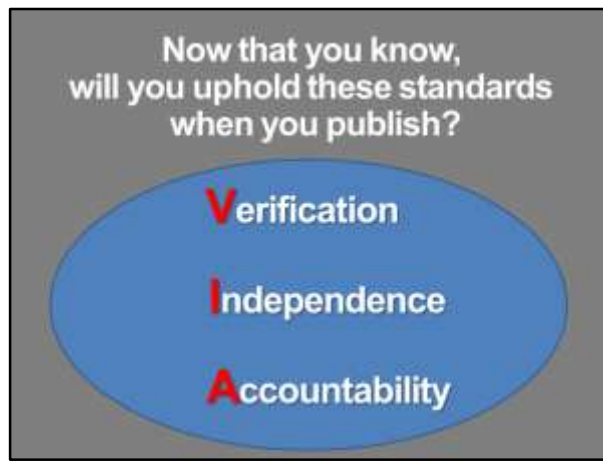 Now that you know,
will you uphold these standards
when you publish?
Verification
Independence
Accountability